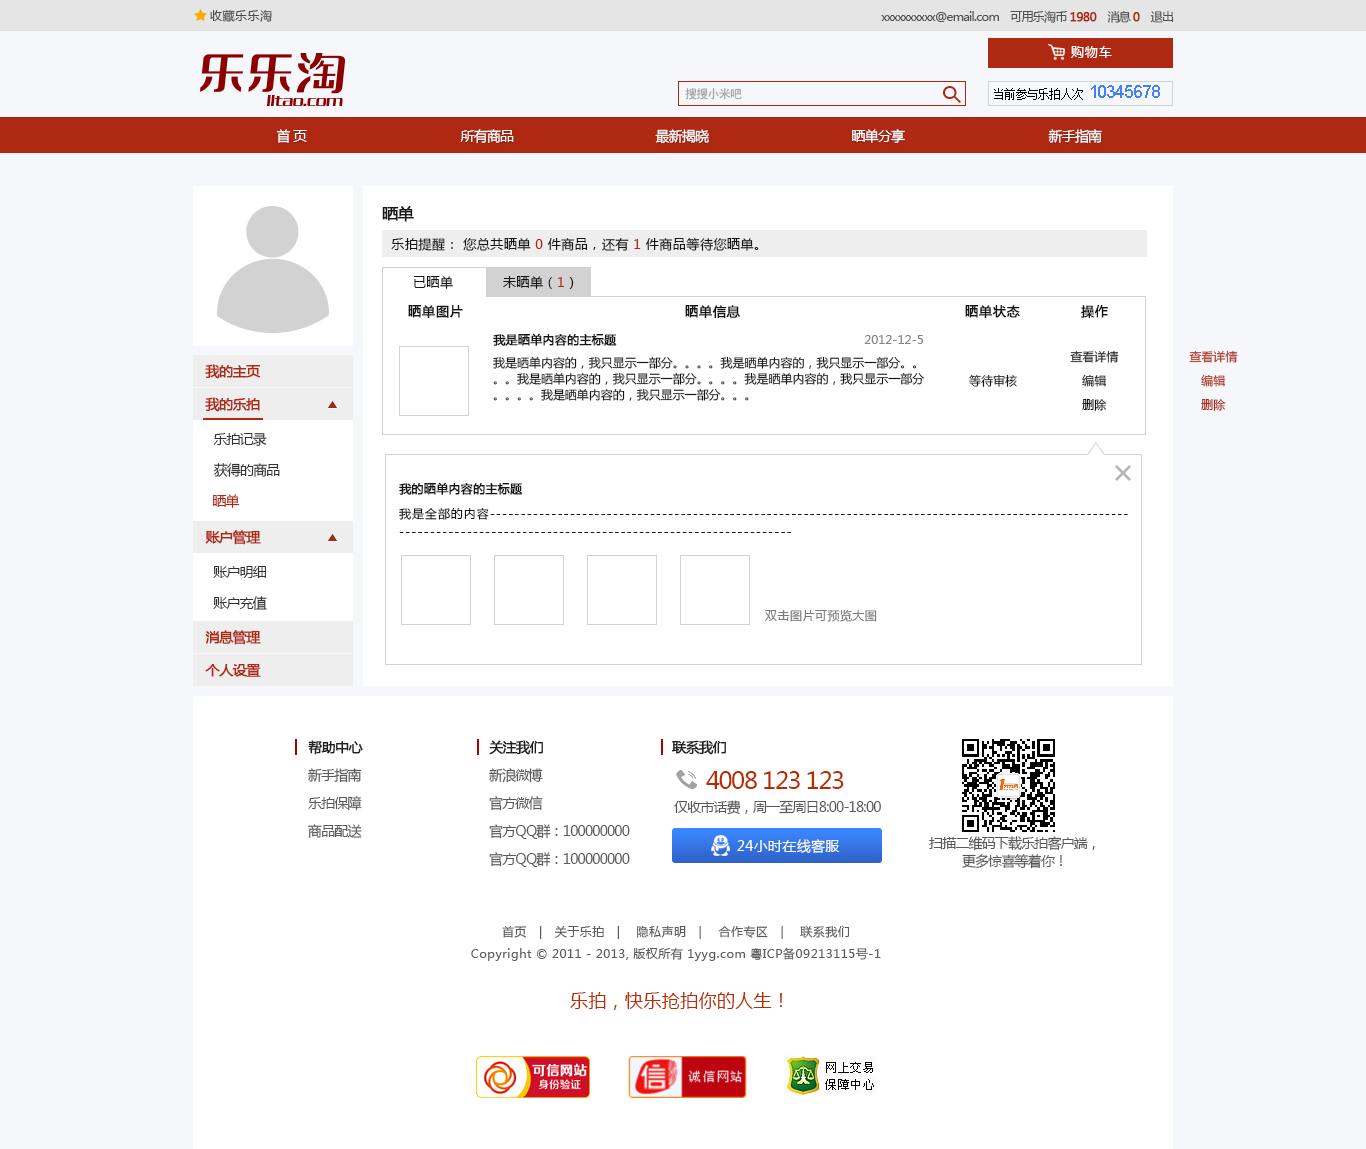 收藏乐乐淘
xxxxxxxxxx@email.com 可用乐淘币 1980 消息 0 退出
乐乐淘
lltao.com
购物车
搜搜小米吧
当前参与乐拍人次 10345678
首 页 所有商品 最新揭晓 晒单分享 新手指南
晒单
乐拍提醒： 您总共晒单 0 件商品，还有 1 件商品等待您晒单。
已晒单 未晒单（1）
晒单图片 晒单信息 晒单状态 操作
我是晒单内容的主标题 2012-12-5
我是晒单内容的，我只显示一部分。。。。我是晒单内容的，我只显示一部分。。
。。我是晒单内容的，我只显示一部分。。。。我是晒单内容的，我只显示一部分
。。。。我是晒单内容的，我只显示一部分。。。
等待审核
查看详情
编辑
删除
查看详情
编辑
删除
我的主页
我的乐拍
乐拍记录
获得的商品
晒单
账户管理
账户明细
账户充值
消息管理
个人设置
我的晒单内容的主标题
我是全部的内容--------------------------------------------------------------------------------------------------------
----------------------------------------------------------------
双击图片可预览大图
帮助中心
新手指南
乐拍保障
商品配送
关注我们
新浪微博
官方微信
官方QQ群：100000000
官方QQ群：100000000
联系我们
4008 123 123
仅收市话费，周一至周日8:00-18:00
24小时在线客服
扫描二维码下载乐拍客户端，
更多惊喜等着你！
首页 | 关于乐拍 | 隐私声明 | 合作专区 | 联系我们
Copyright © 2011 - 2013, 版权所有 1yyg.com 粤ICP备09213115号-1
乐拍，快乐抢拍你的人生！
可信网站
身份验证
信 诚信网站
网上交易
保障中心